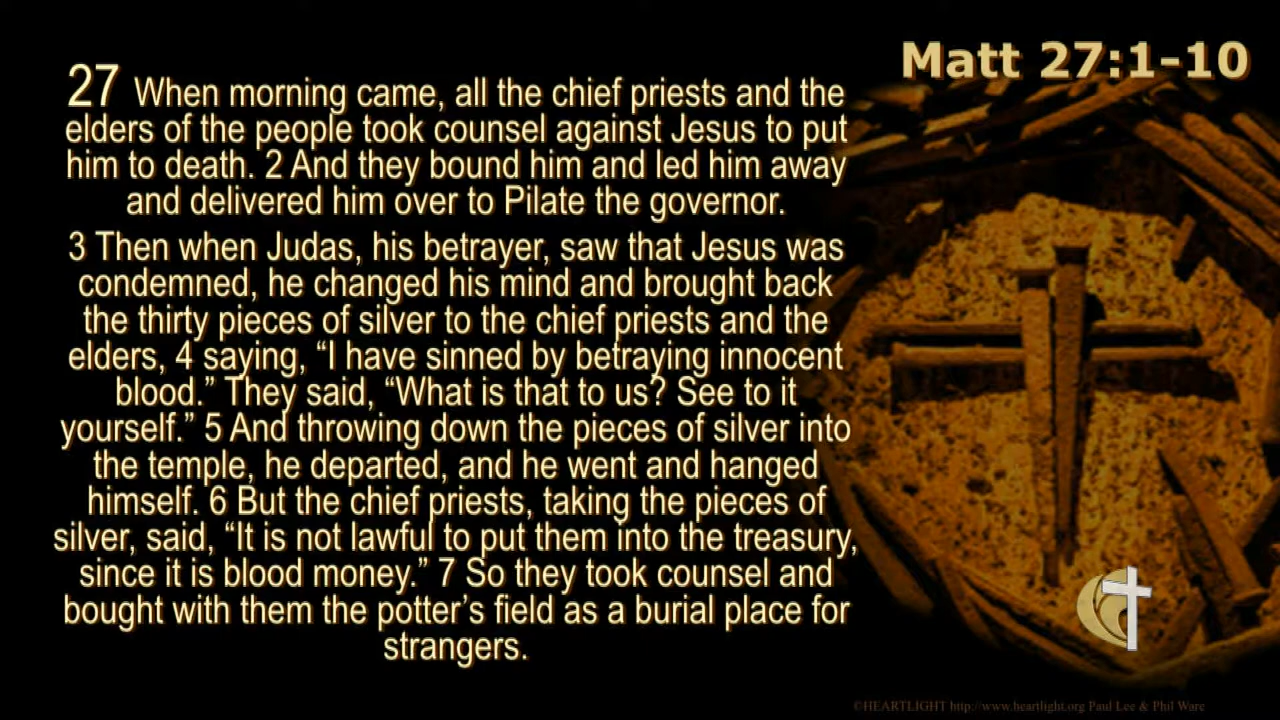 Matt 27:1-10
27 When morning came, all the chief priests and the
elders of the people took counsel against Jesus to put
him to death. 2 And they bound him and led him away
and delivered him over to Pilate the governor.
3 Then when Judas, his betrayer, saw that Jesus was
condemned, he changed his mind and brought back
the thirty pieces of silver to the chief priests and the
elders, 4 saying, “I have sinned by betraying innocent
blood.” They said, “What is that to us? See to it
yourself.” 5 And throwing down the pieces of silver into
the temple, he departed, and he went and hanged
himself. 6 But the chief priests, taking the pieces of
silver, said, “It is not lawful to put them into the treasury,
since it is blood money.” 7 So they took counsel and
bought with them the potter’s field as a burial place for
strangers.
©HEARTLIGHT http://www.heartlight.org Paul Lee & Phil Ware